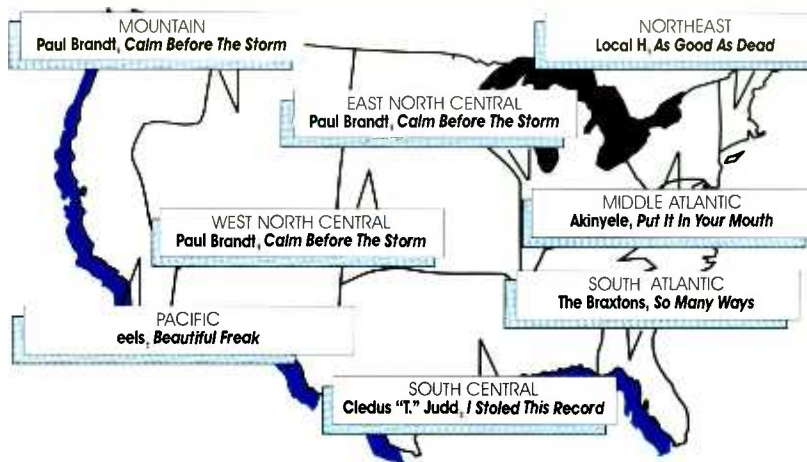 MOUNTAIN
Paul Brandt, Calm Before The Storm
NORTHEAST
Local H, As Good As Dead
EAST NORTH CENTRAL
Paul Brandt, Calm Before The Storm
MIDDLE ATLANTIC
Akinyele, Put It In Your Mouth
WEST NORTH CENTRAL
Paul Brandt, Calm Before The Storm
SOUTH ATLANTIC
The Braxtons, So Many Ways
PACIFIC
eels, Beautiful Freak
SOUTH CENTRAL
Cledus "T." Judd, I Stoled This Record